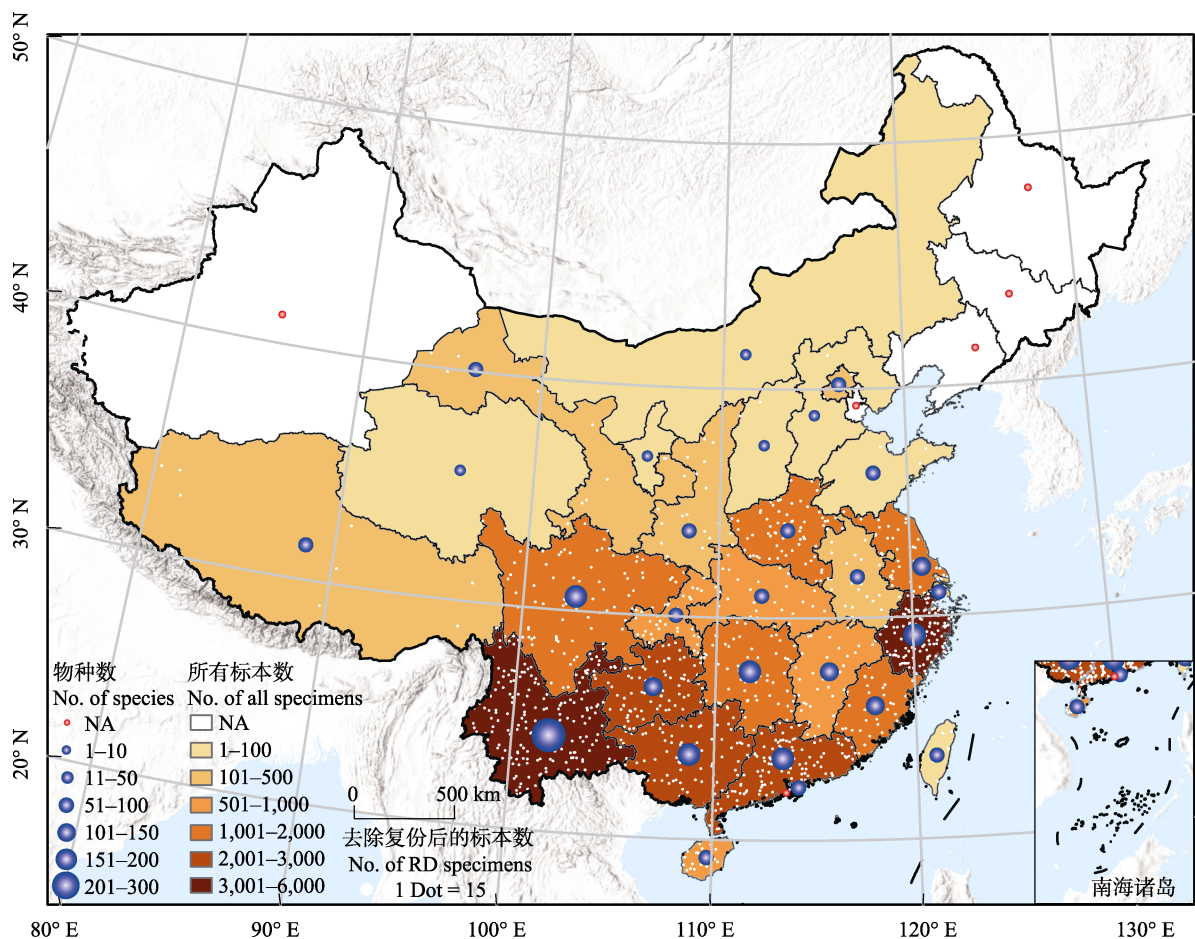 50° N
40° N
30° N
20° N
物种数
No. of species
NA
1–10
11–50
51–100
101–150
151–200
201–300
所有标本数
No. of all specimens
NA
1–100
101–500
501–1,000
1,001–2,000
2,001–3,000
3,001–6,000
0 500 km
去除复份后的标本数
No. of RD specimens
1 Dot = 15
南海诸岛
80° E 90° E 100° E 110° E 120° E 130° E